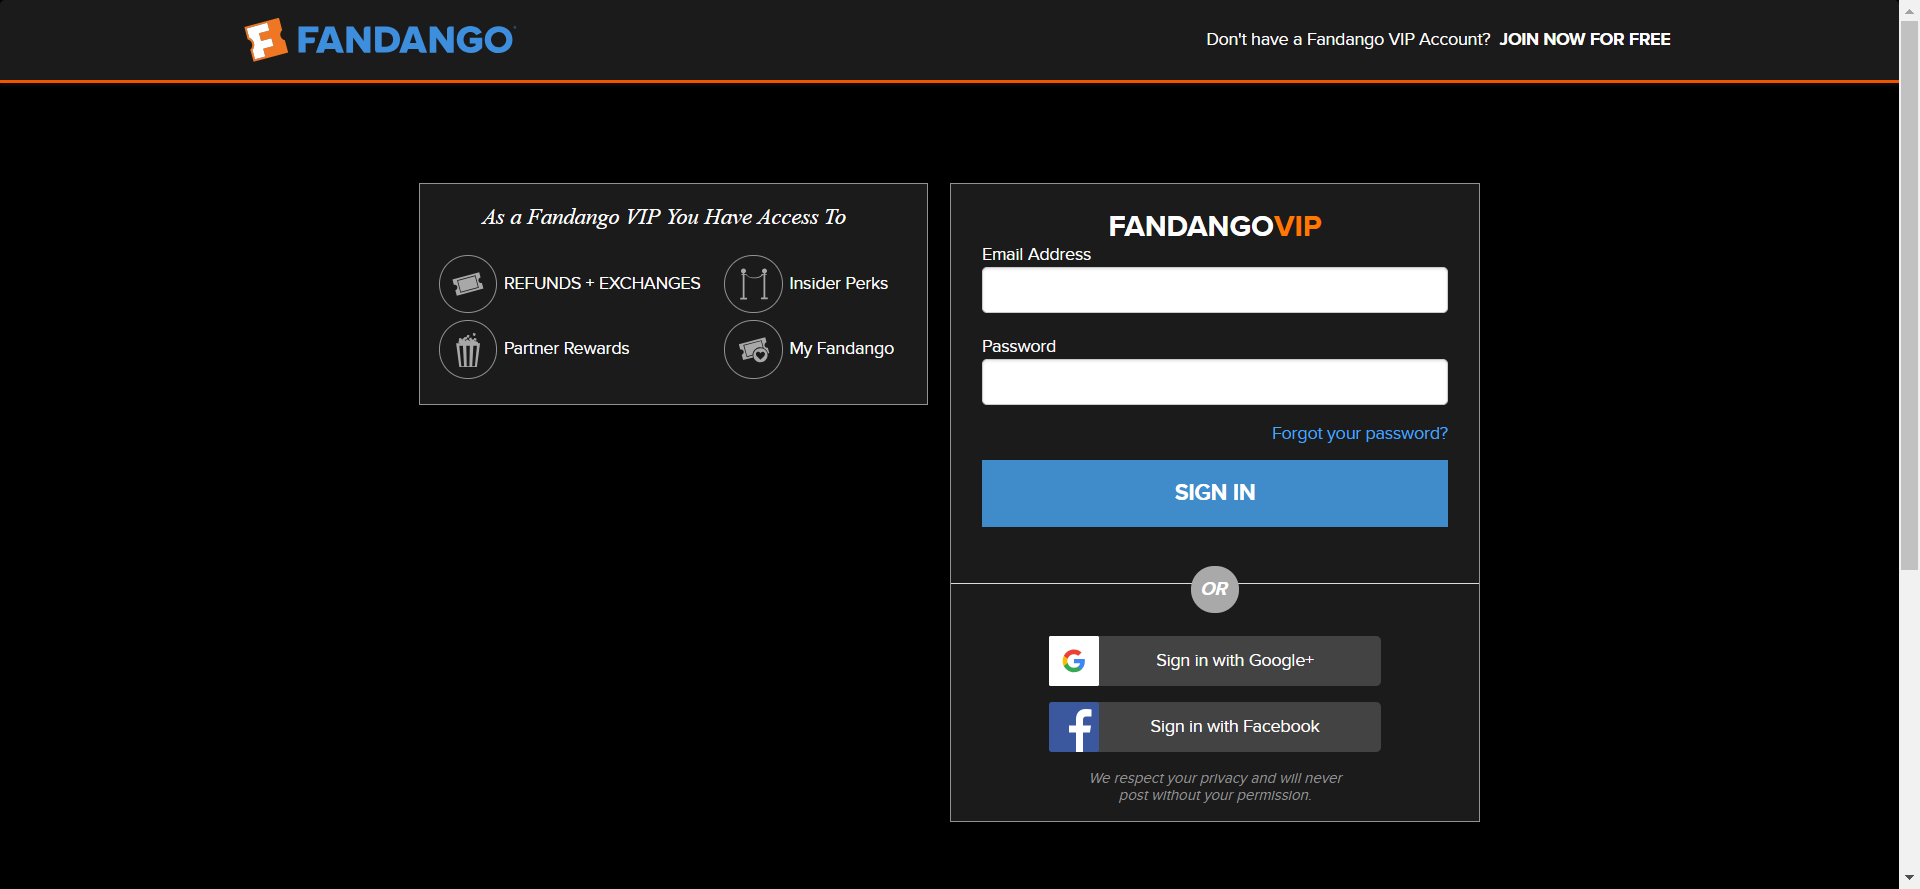 FANDANGO
Don't have a Fandango VIP Account? JOIN NOW FOR FREE
As a Fandango VIP You Have Access To
REFUNDS + EXCHANGES
Insider Perks
Partner Rewards
My Fandango
FANDANGOVIP
Email Address
Password
Forgot your password?
SIGN IN
OR
Sign in with Google+
Sign in with Facebook
We respect your privacy and will never
post without your permission.